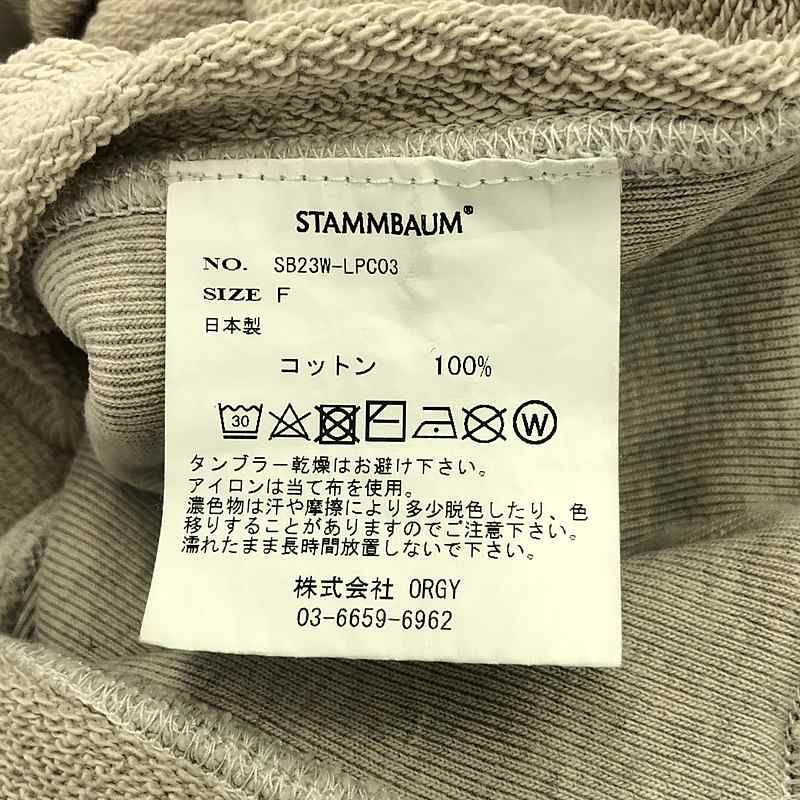 STAMMBAUM®
NO. SB23W-LPC03
SIZE F
日本製
コットン 100%
30 W
タンブラー乾燥はお避け下さい。
アイロンは当て布を使用。
濃色物は汗や摩擦により多少脱色したり、色
移りすることがありますのでご注意下さい。
濡れたまま長時間放置しないで下さい。
株式会社 ORGY
03-6659-6962